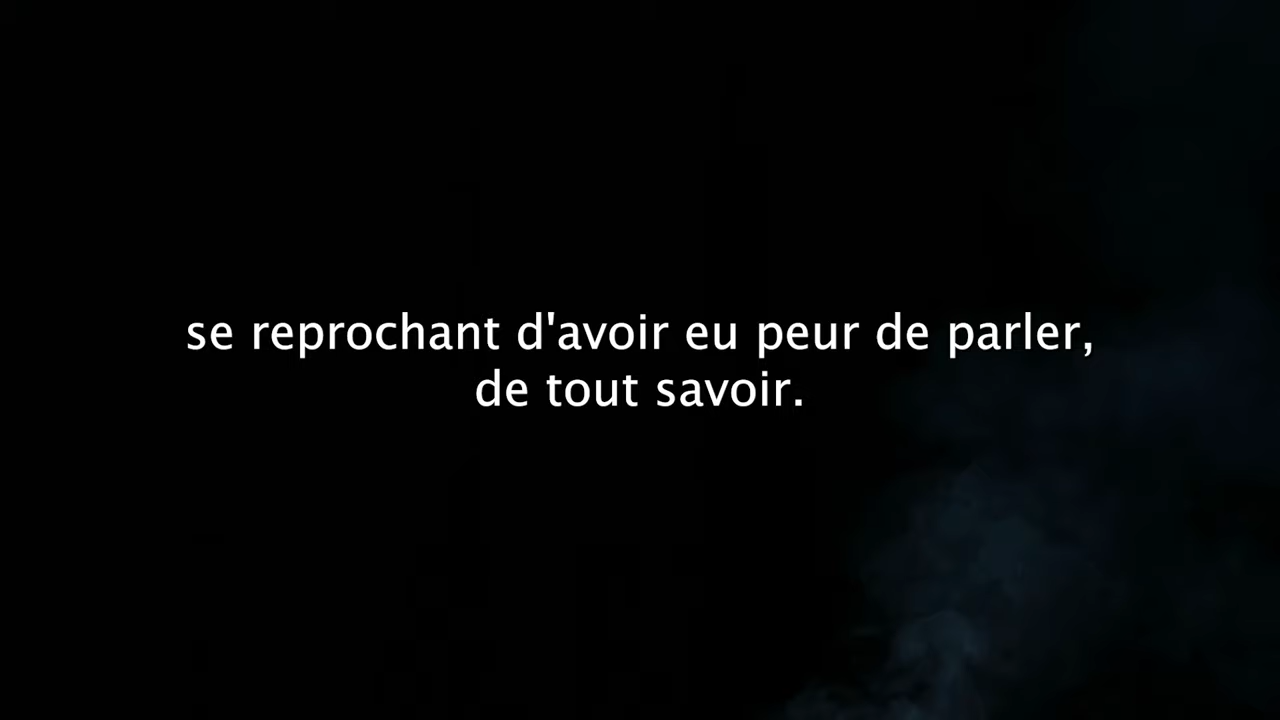 se reprochant d'avoir eu peur de parler,
de tout savoir.